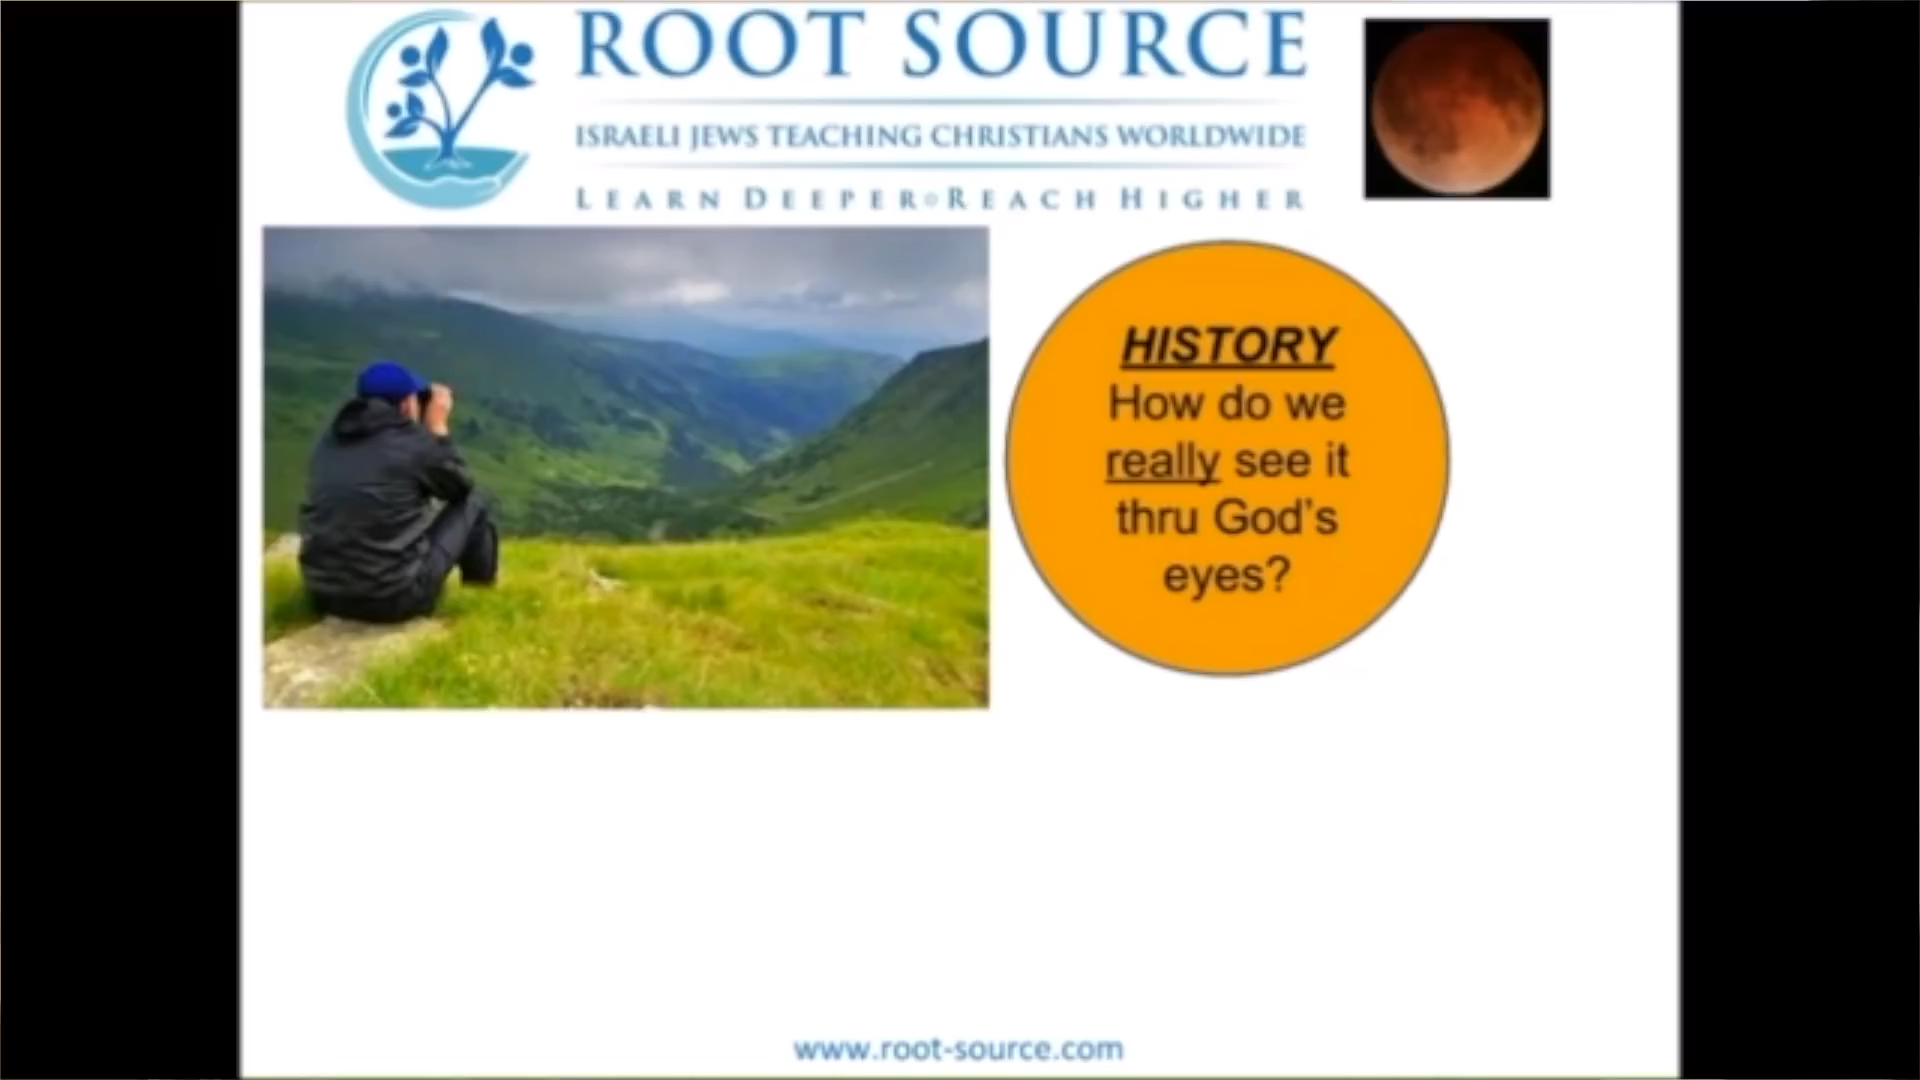 ROOT SOURCE
ISRAELI JEWS TEACHING CHRISTIANS WORLDWIDE
LEARN DEEPER◦REACH HIGHER
HISTORY
How do we
really see it
thru God's
eyes?
www.root-source.com